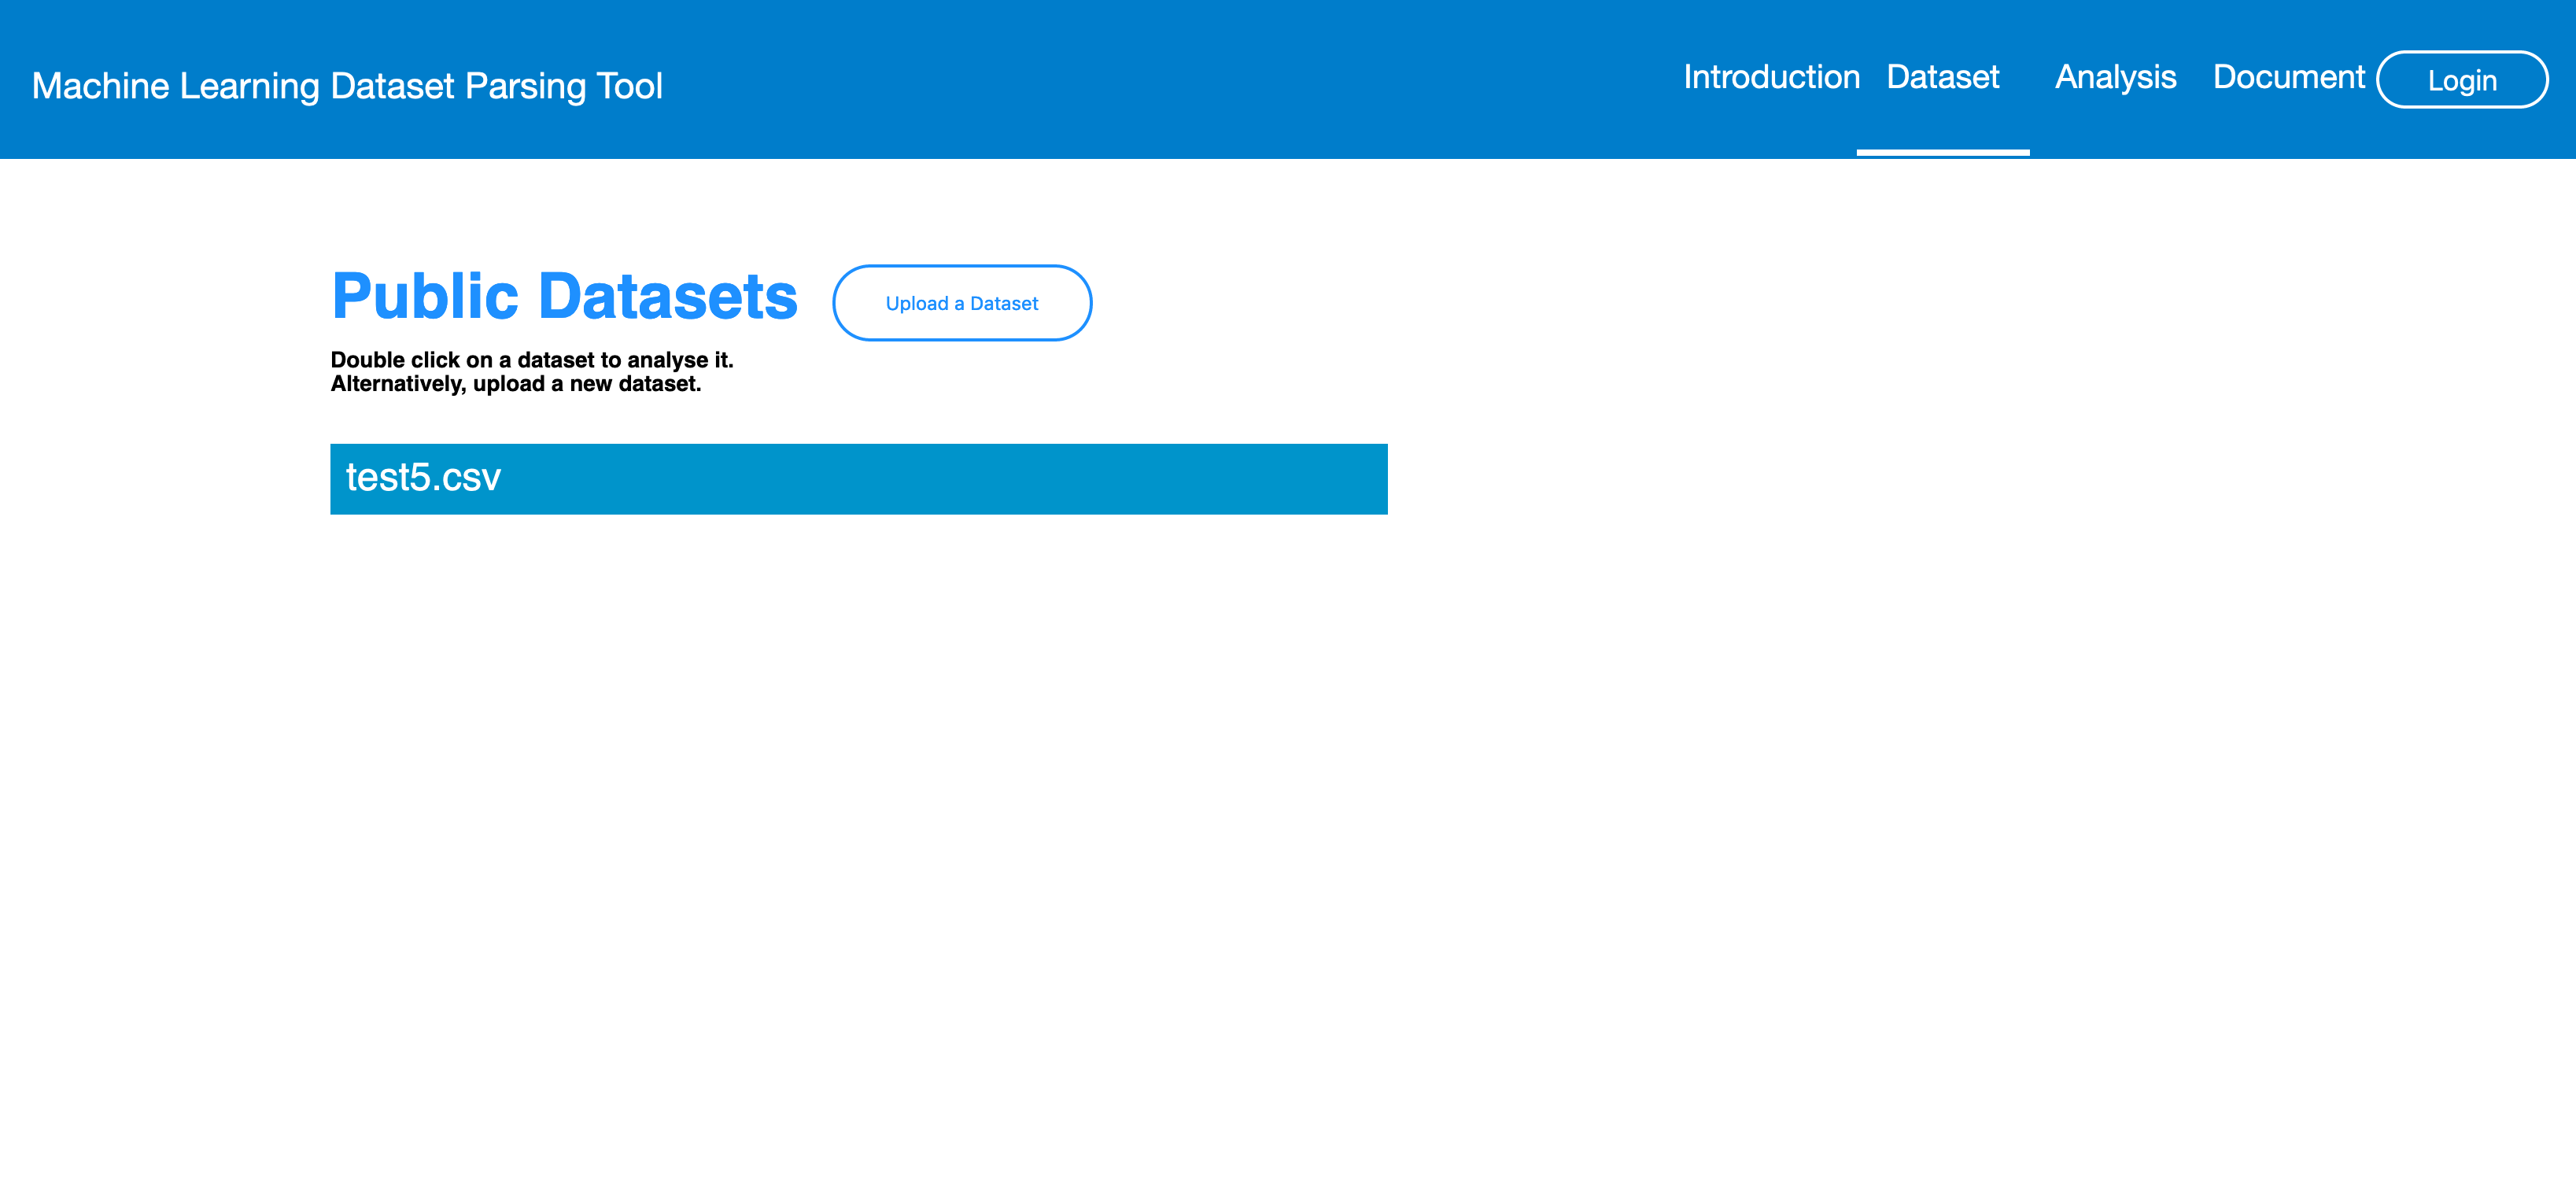 Machine Learning Dataset Parsing Tool
Introduction Dataset Analysis Document Login
Public Datasets
Upload a Dataset
Double click on a dataset to analyse it.
Alternatively, upload a new dataset.
test5.csv